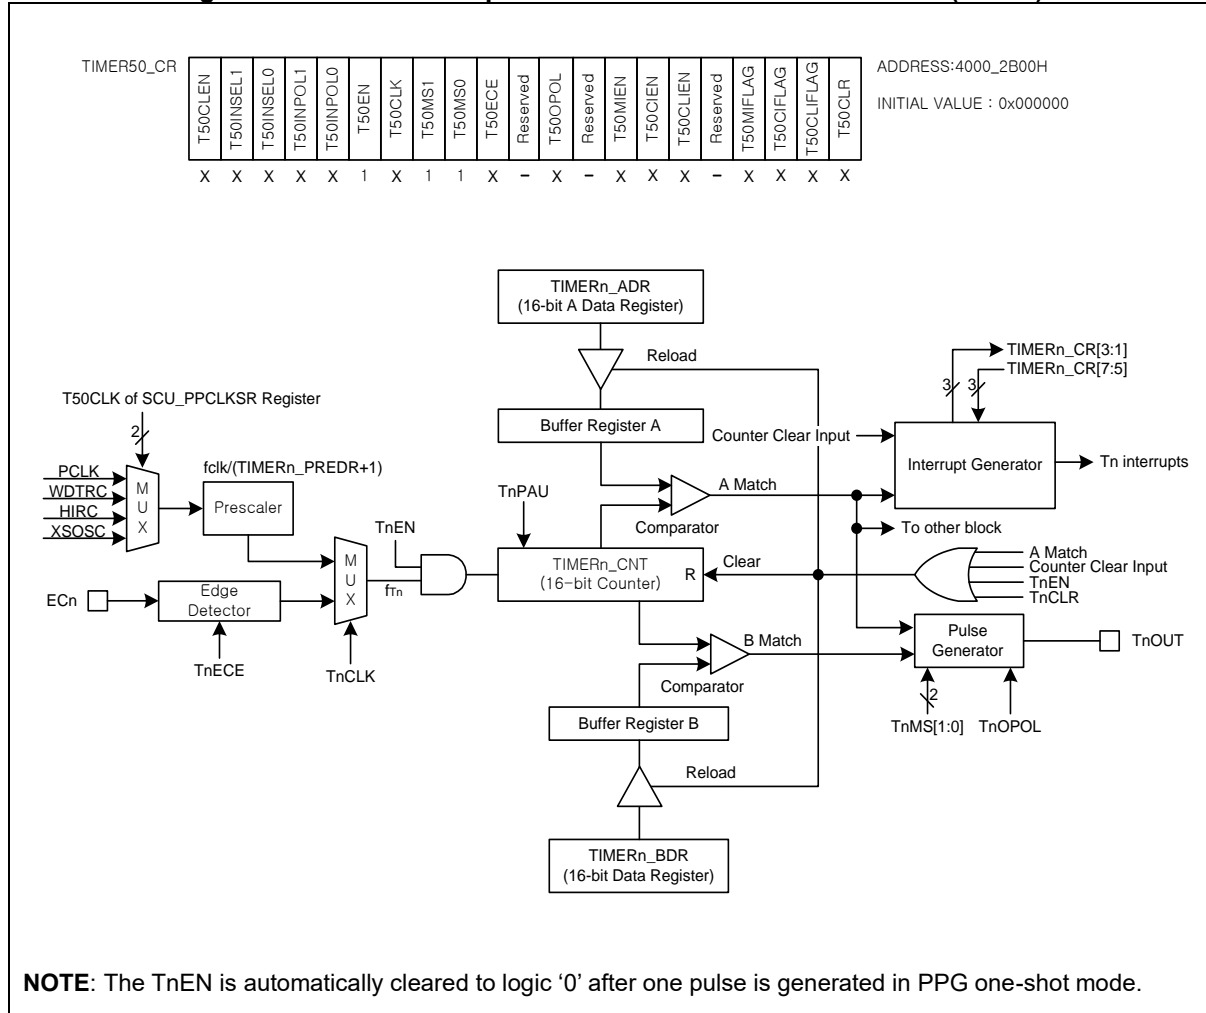 TIMER50_CR
T50CLEN
T50INSEL1
T50INSEL0
T50INPOL1
T50INPOL0
T50EN
T50CLK
T50MS1
T50MS0
T50ECE
Reserved
T50OPOL
Reserved
T50MIEN
T50CIEN
T50CLIEN
Reserved
T50MIFLAG
T50CIFLAG
T50CLIFLAG
T50CLR
ADDRESS:4000_2B00H
INITIAL VALUE : 0x000000
X X X X X 1 X 1 1 X – X – X X X – X X X X
TIMERn_ADR
(16-bit A Data Register)
Reload
TIMERn_CR[3:1]
TIMERn_CR[7:5]
3 3
T50CLK of SCU_PPCLKSR Register
2
Buffer Register A
Counter Clear Input
Interrupt Generator
Tn interrupts
PCLK
WDTRC
HIRC
XSOSC
MUX
fclk/(TIMERn_PREDR+1)
Prescaler
TnPAU
A Match
Comparator
To other block
TnEN
MUX
fTn
TIMERn_CNT
(16-bit Counter)
R
Clear
A Match
Counter Clear Input
TnEN
TnCLR
ECn
Edge
Detector
TnECE
TnCLK
B Match
Comparator
Pulse
Generator
TnOUT
2
TnMS[1:0]
TnOPOL
Buffer Register B
Reload
TIMERn_BDR
(16-bit Data Register)
NOTE: The TnEN is automatically cleared to logic ‘0’ after one pulse is generated in PPG one-shot mode.